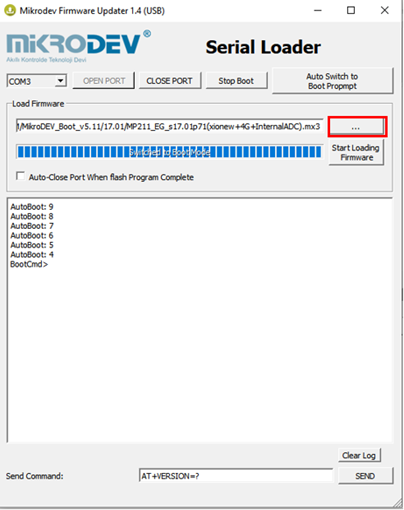 Mikrodev Firmware Updater 1.4 (USB)
MIKRODEV®
Akıllı Kontrolde Teknoloji Devi
Serial Loader
COM3
OPEN PORT
CLOSE PORT
Stop Boot
Auto Switch to
Boot Propmpt
Load Firmware
/MikroDEV_Boot_v5.11/17.01/MP211_EG_s17.01p71(xionew+4G+InternalADC).mx3
...
Switched to Boot Mode
Start Loading
Firmware
Auto-Close Port When flash Program Complete
AutoBoot: 9
AutoBoot: 8
AutoBoot: 7
AutoBoot: 6
AutoBoot: 5
AutoBoot: 4
BootCmd>
Clear Log
Send Command:
AT+VERSION=?
SEND